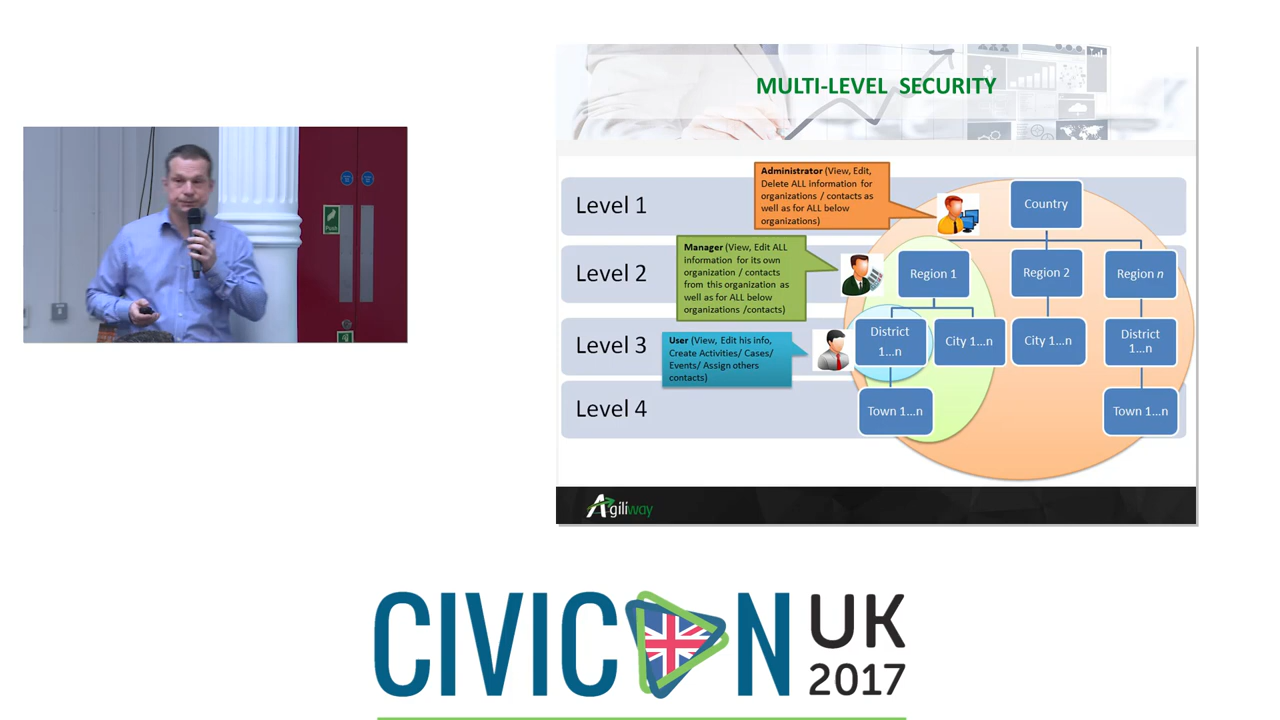 MULTI-LEVEL SECURITY
Administrator (View, Edit,
Delete ALL information for
organizations / contacts as
well as for ALL below
organizations)
Level 1
Country
Manager (View, Edit ALL
information for its own
organization / contacts
from this organization as
well as for ALL below
organizations /contacts)
Level 2
Region 1
Region 2
Region n
User (View, Edit his info,
Create Activities/ Cases/
Events/ Assign others
contacts)
Level 3
District
1...n
City 1...n
City 1...n
District
1...n
Level 4
Town 1...n
Town 1...n
Agiliway
Push
CIVICON UK
2017